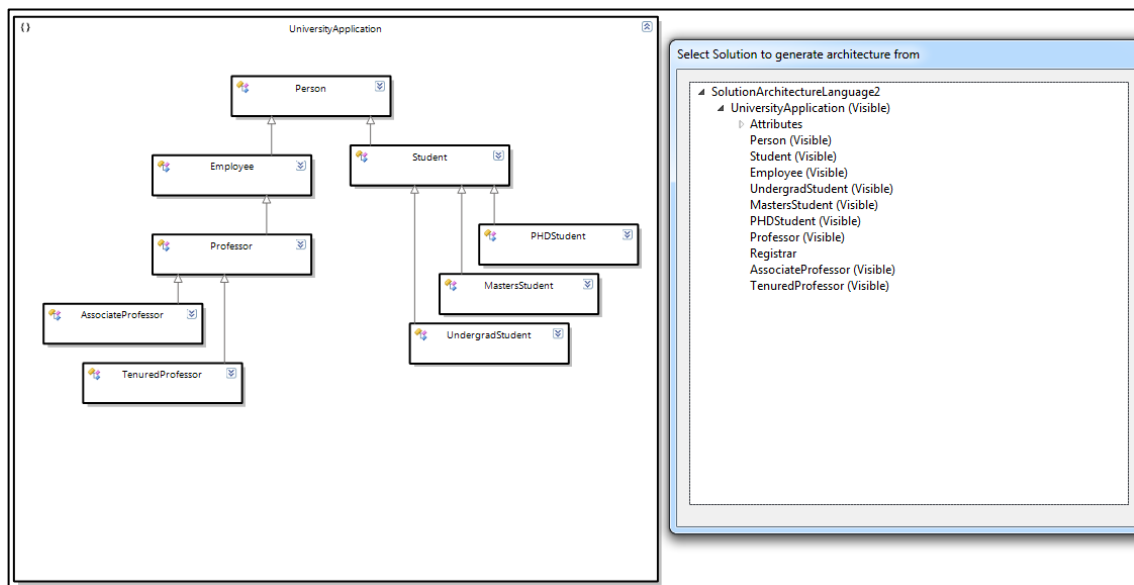 { }
UniversityApplication
Person
Employee
Student
Professor
PHDStudent
MastersStudent
AssociateProfessor
UndergradStudent
TenuredProfessor
Select Solution to generate architecture from
SolutionArchitectureLanguage2
UniversityApplication (Visible)
Attributes
Person (Visible)
Student (Visible)
Employee (Visible)
UndergradStudent (Visible)
MastersStudent (Visible)
PHDStudent (Visible)
Professor (Visible)
Registrar
AssociateProfessor (Visible)
TenuredProfessor (Visible)